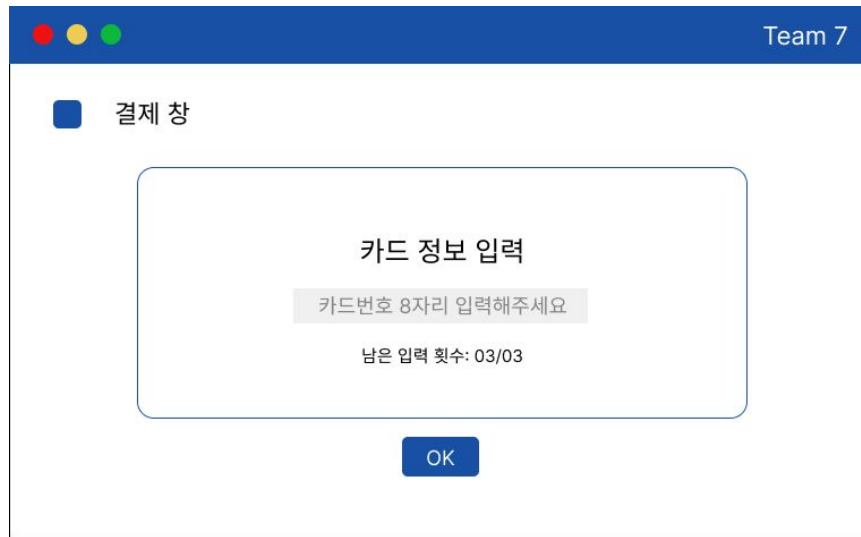 Team 7
결제 창
카드 정보 입력
카드번호 8자리 입력해주세요
남은 입력 횟수: 03/03
OK